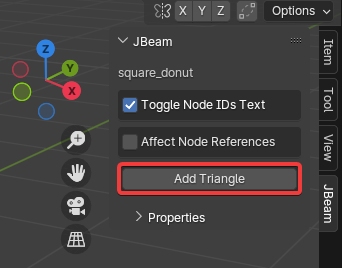 X Y Z Options
JBeam
square_donut
Toggle Node IDs Text
Affect Node References
Add Triangle
Properties
Z
Y
X
Item
Tool
View
JBeam